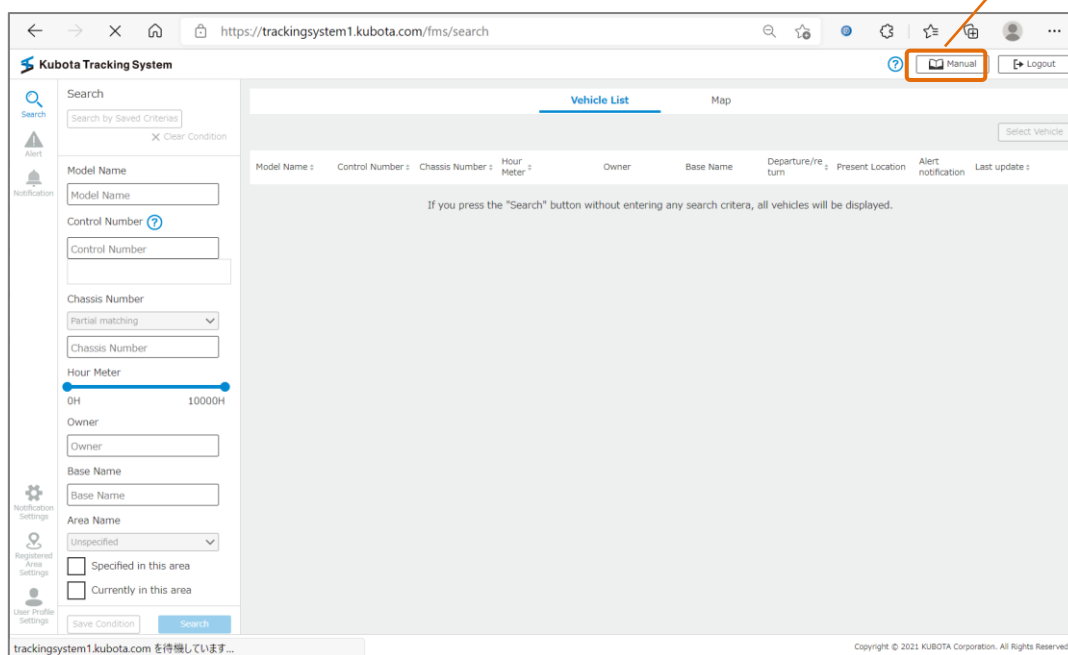 https://trackingsystem1.kubota.com/fms/search
Kubota Tracking System
Manual
Logout
Search
Alert
Notification
Notification
Settings
Registered
Area
Settings
User Profile
Settings
Search
Search by Saved Criterias
Clear Condition
Model Name
Model Name
Control Number
Control Number
Chassis Number
Partial matching
Chassis Number
Hour Meter
0H 10000H
Owner
Owner
Base Name
Base Name
Area Name
Unspecified
Specified in this area
Currently in this area
Save Condition Search
Vehicle List Map
Select Vehicle
Model Name Control Number Chassis Number Hour Meter Owner Base Name Departure/return Present Location Alert notification Last update
If you press the "Search" button without entering any search critera, all vehicles will be displayed.
trackingsystem1.kubota.com を待機しています...
Copyright © 2021 KUBOTA Corporation. All Rights Reserved